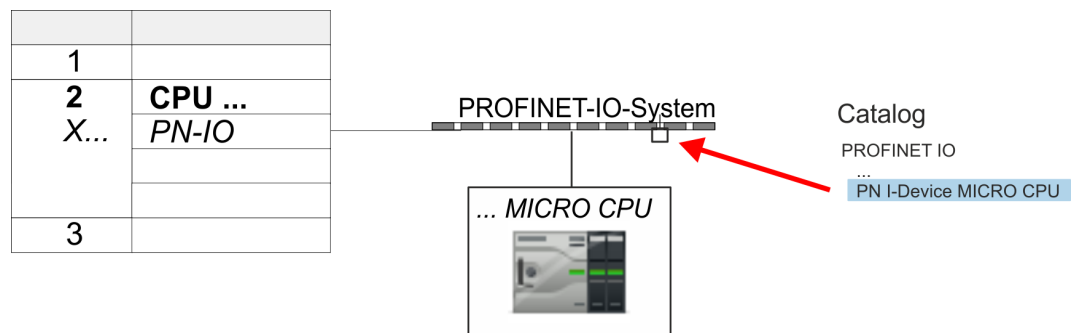 1
2 CPU ...
X... PN-IO
3
PROFINET-IO-System
... MICRO CPU
Catalog
PROFINET IO
...
PN I-Device MICRO CPU